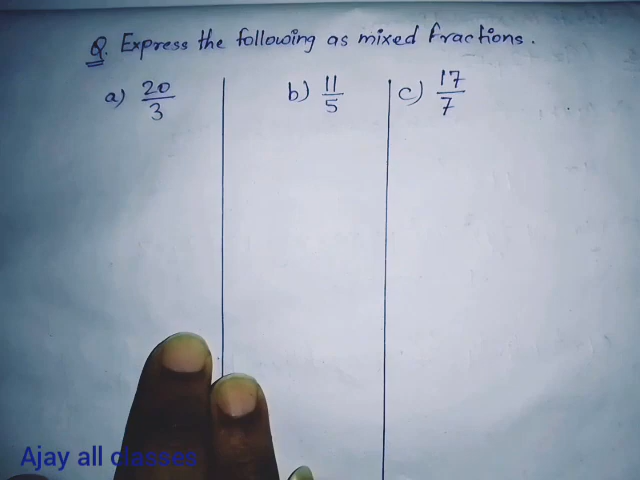 Q. Express the following as mixed fractions.
a) 20/3 b) 11/5 c) 17/7
Ajay all classes